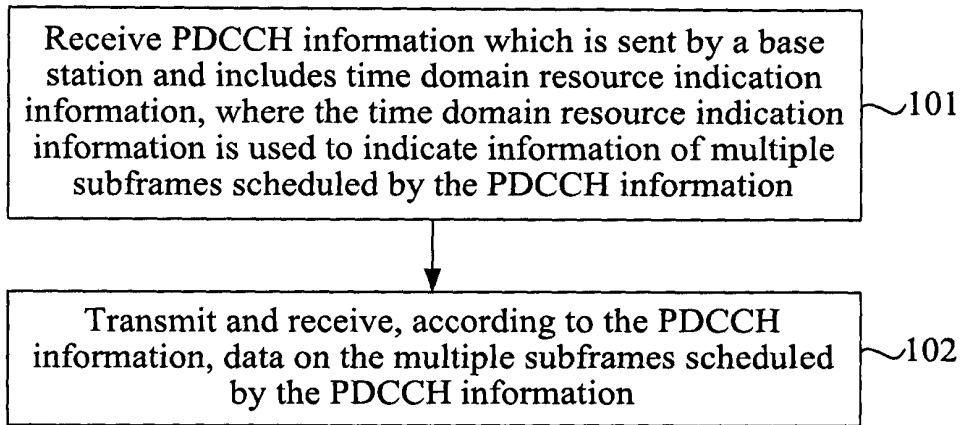 Receive PDCCH information which is sent by a base
station and includes time domain resource indication
information, where the time domain resource indication
information is used to indicate information of multiple
subframes scheduled by the PDCCH information
101
Transmit and receive, according to the PDCCH
information, data on the multiple subframes scheduled
by the PDCCH information
102